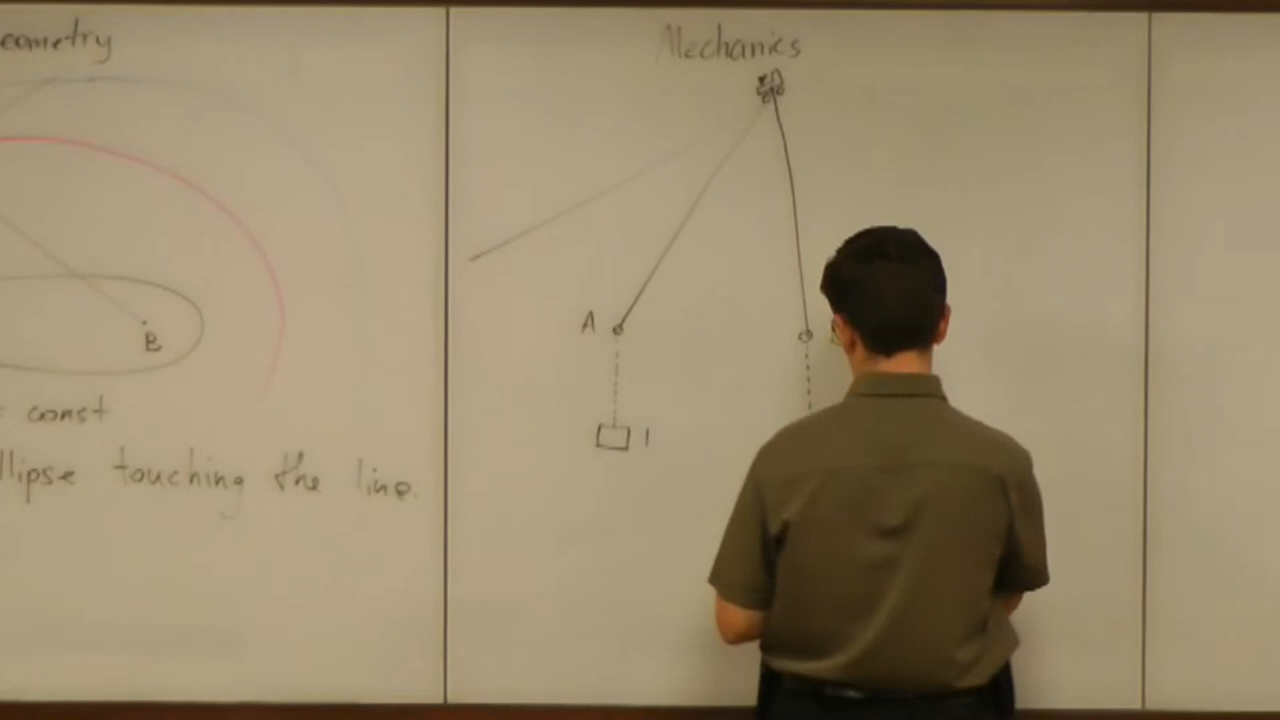 eometry
B
= const
llipse touching the line.
Mechanics
A
1